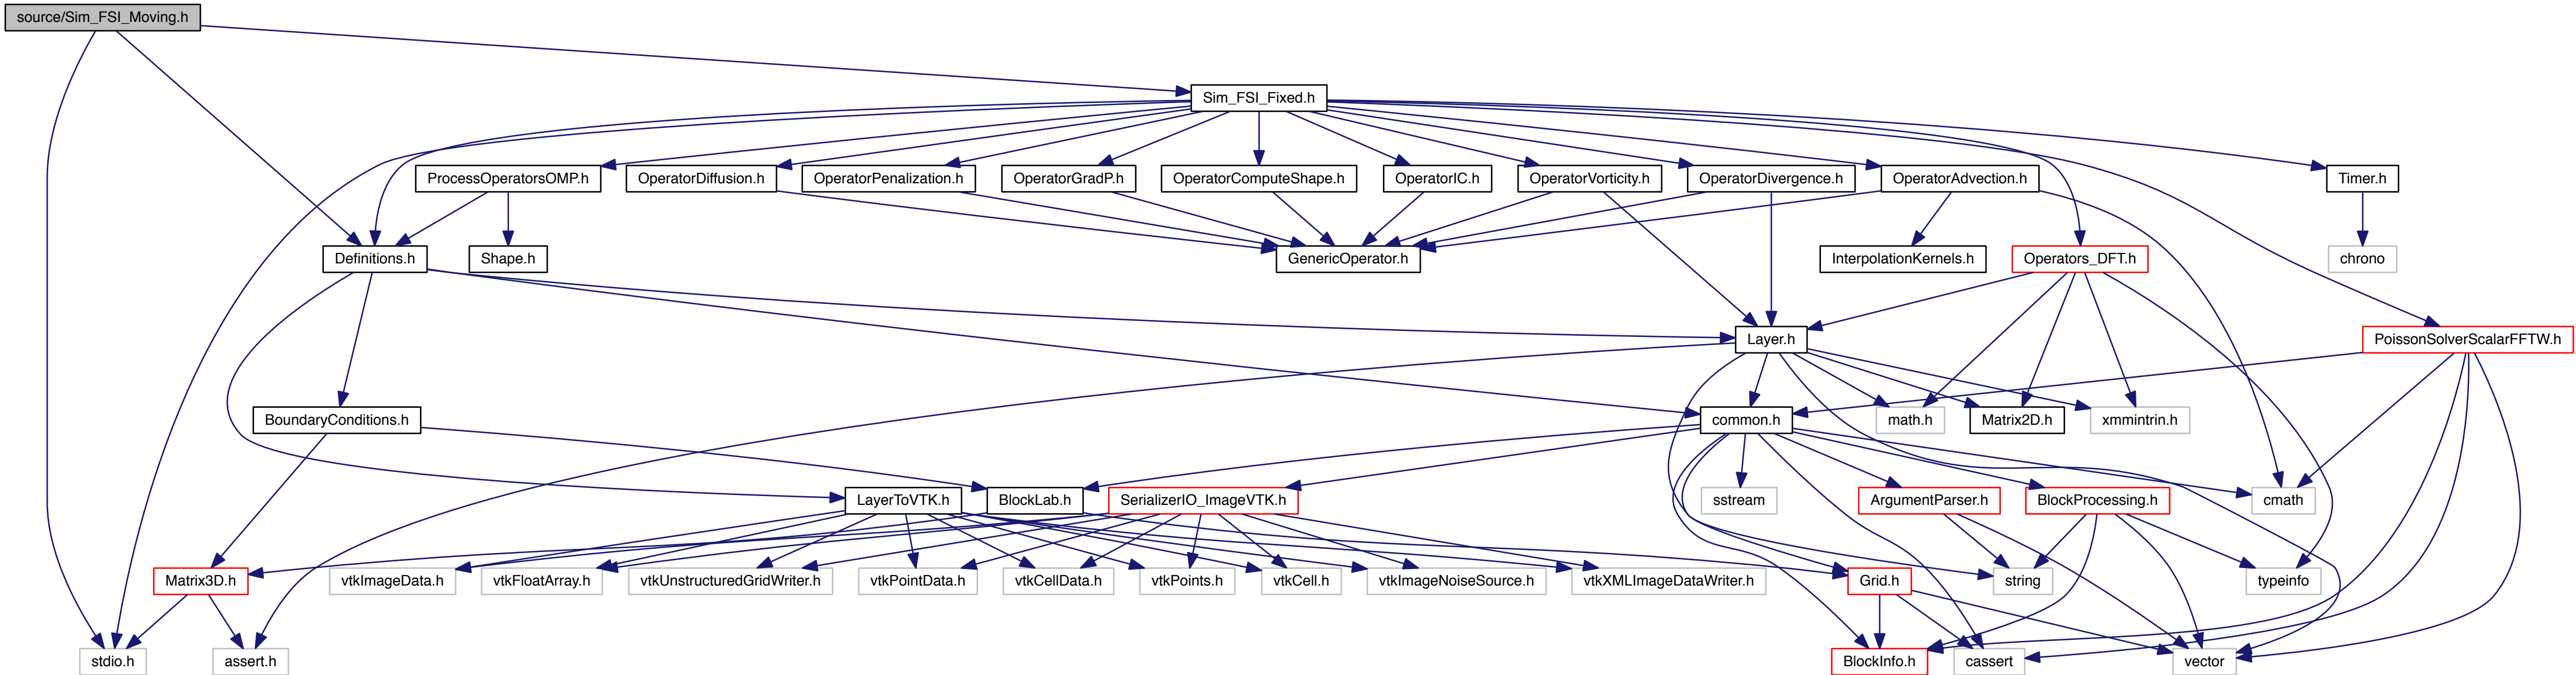 source/Sim_FSI_Moving.h
Sim_FSI_Fixed.h
ProcessOperatorsOMP.h
OperatorDiffusion.h
OperatorPenalization.h
OperatorGradP.h
OperatorComputeShape.h
OperatorIC.h
OperatorVorticity.h
OperatorDivergence.h
OperatorAdvection.h
Timer.h
Definitions.h
Shape.h
GenericOperator.h
InterpolationKernels.h
Operators_DFT.h
chrono
Layer.h
PoissonSolverScalarFFTW.h
BoundaryConditions.h
common.h
math.h
Matrix2D.h
xmmintrin.h
LayerToVTK.h
BlockLab.h
SerializerIO_ImageVTK.h
sstream
ArgumentParser.h
BlockProcessing.h
cmath
Matrix3D.h
vtkImageData.h
vtkFloatArray.h
vtkUnstructuredGridWriter.h
vtkPointData.h
vtkCellData.h
vtkPoints.h
vtkCell.h
vtkImageNoiseSource.h
vtkXMLImageDataWriter.h
Grid.h
string
typeinfo
stdio.h
assert.h
BlockInfo.h
cassert
vector